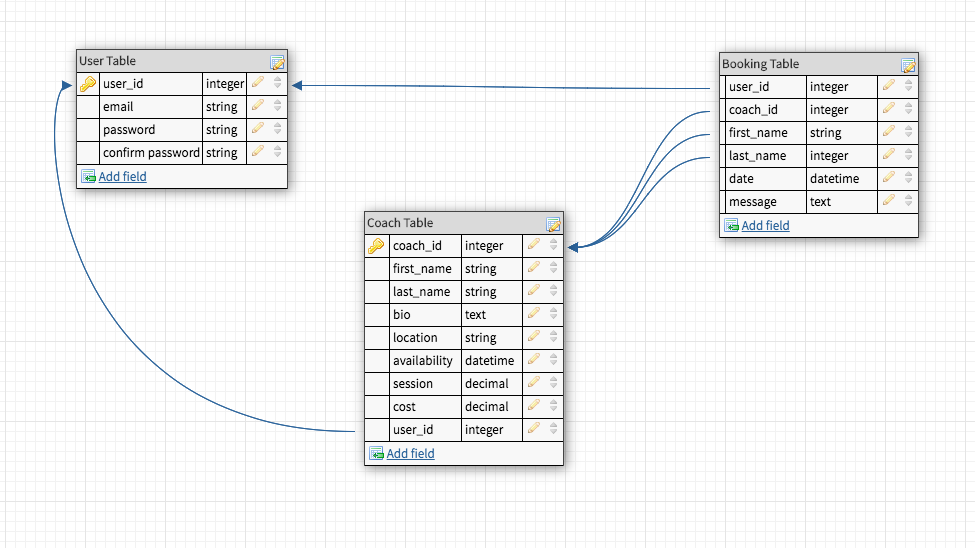 User Table
user_id integer
email string
password string
confirm password string
Add field
Booking Table
user_id integer
coach_id integer
first_name string
last_name integer
date datetime
message text
Add field
Coach Table
coach_id integer
first_name string
last_name string
bio text
location string
availability datetime
session decimal
cost decimal
user_id integer
Add field